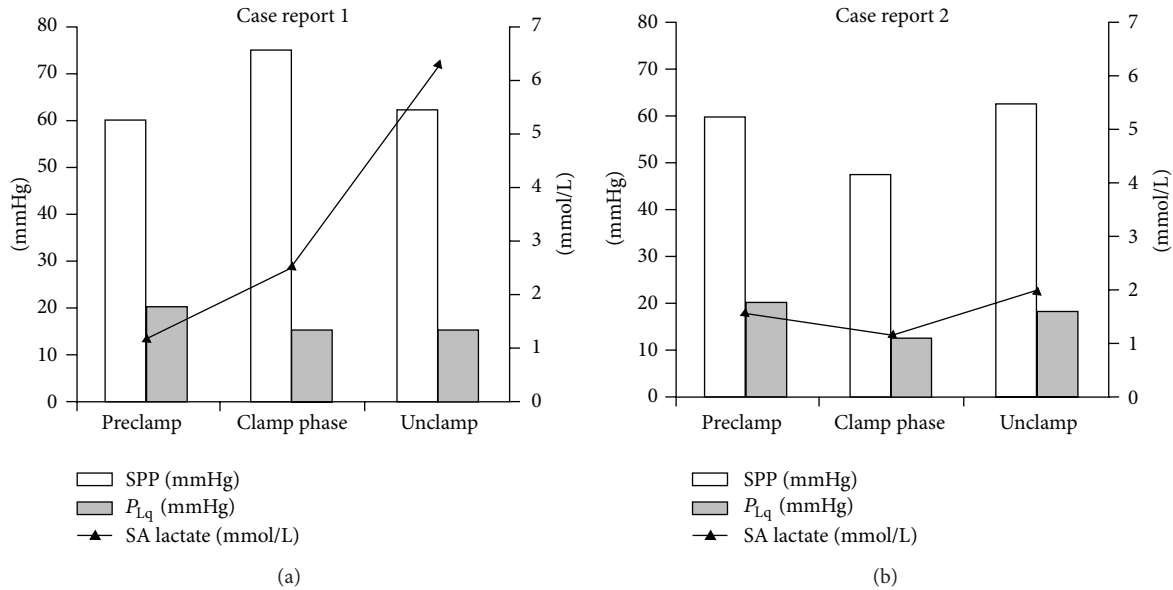 Case report 1
80
70
60
50
40
30
20
10
0
(mmHg)
7
6
5
4
3
2
1
0
(mmol/L)
Preclamp Clamp phase Unclamp
SPP (mmHg)
P_Lq (mmHg)
SA lactate (mmol/L)
(a)
Case report 2
80
70
60
50
40
30
20
10
0
(mmHg)
7
6
5
4
3
2
1
0
(mmol/L)
Preclamp Clamp phase Unclamp
SPP (mmHg)
P_Lq (mmHg)
SA lactate (mmol/L)
(b)